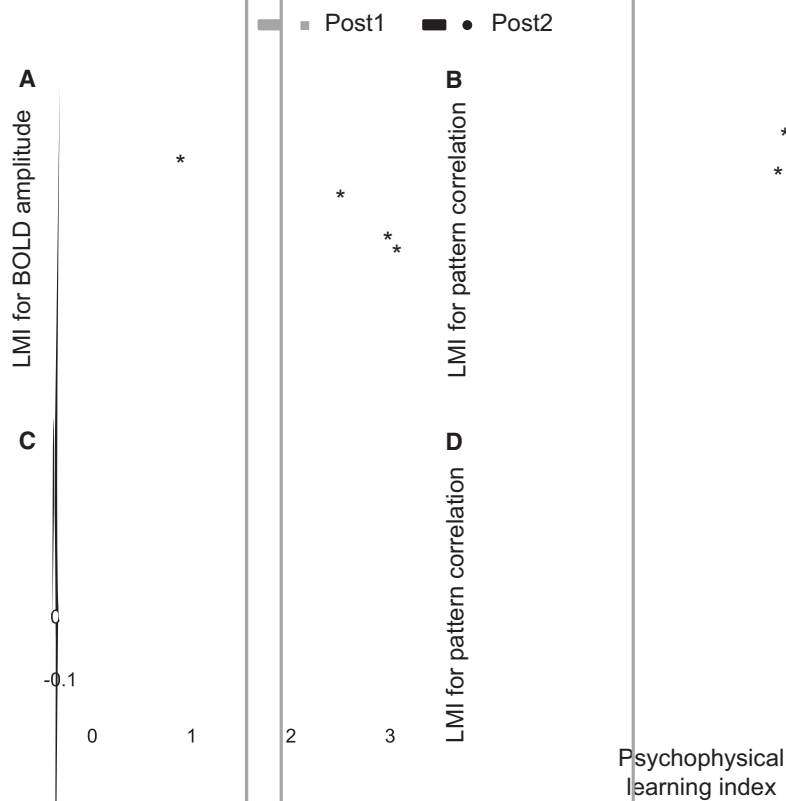 Post1 Post2
A B
LMI for BOLD amplitude
LMI for pattern correlation
*
*
*
*
*
*
C D
LMI for pattern correlation
0
-0.1
0 1 2 3
Psychophysical
learning index